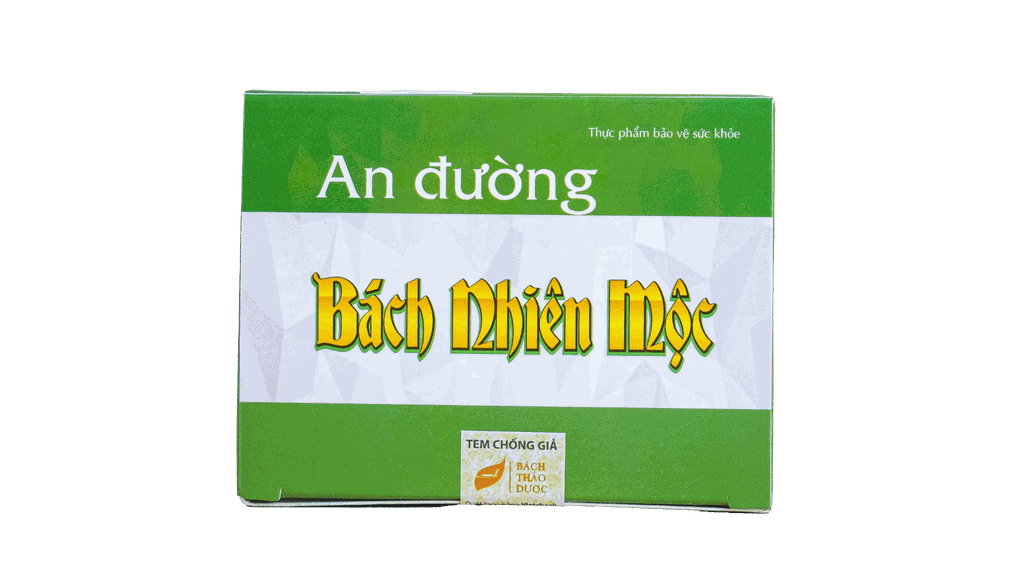 Thực phẩm bảo vệ sức khỏe
An đường
Bách Nhiên Mộc
TEM CHỐNG GIẢ
BÁCH
THẢO
DƯỢC